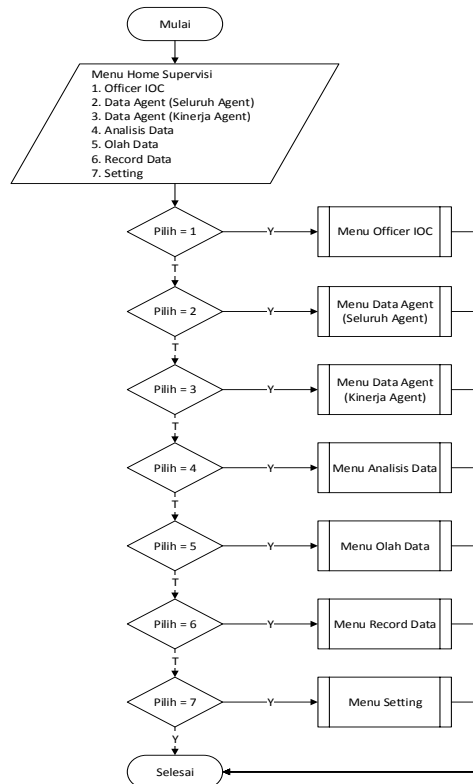 Mulai
Menu Home Supervisi
1. Officer IOC
2. Data Agent (Seluruh Agent)
3. Data Agent (Kinerja Agent)
4. Analisis Data
5. Olah Data
6. Record Data
7. Setting
Pilih = 1
Y
Menu Officer IOC
T
Pilih = 2
Y
Menu Data Agent
(Seluruh Agent)
T
Pilih = 3
Y
Menu Data Agent
(Kinerja Agent)
T
Pilih = 4
Y
Menu Analisis Data
T
Pilih = 5
Y
Menu Olah Data
T
Pilih = 6
Y
Menu Record Data
T
Pilih = 7
Y
Menu Setting
Y
Selesai